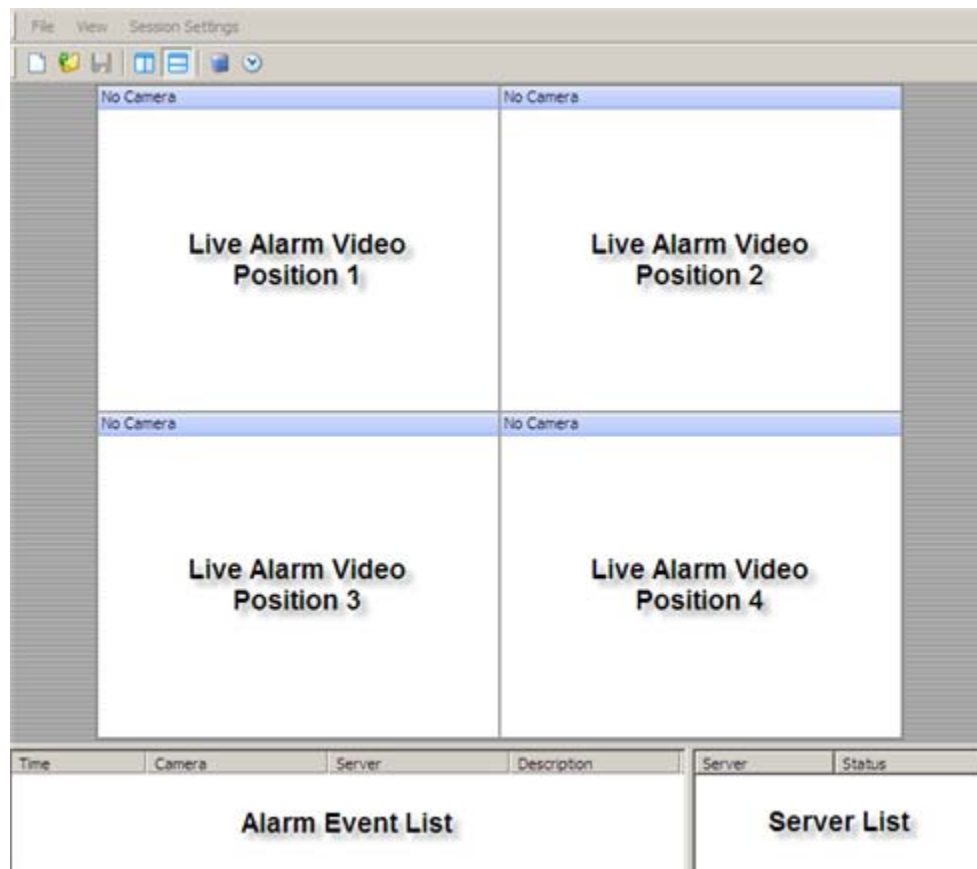 File View Session Settings
No Camera
No Camera
Live Alarm Video
Position 1
Live Alarm Video
Position 2
No Camera
No Camera
Live Alarm Video
Position 3
Live Alarm Video
Position 4
Time Camera Server Description
Server Status
Alarm Event List
Server List